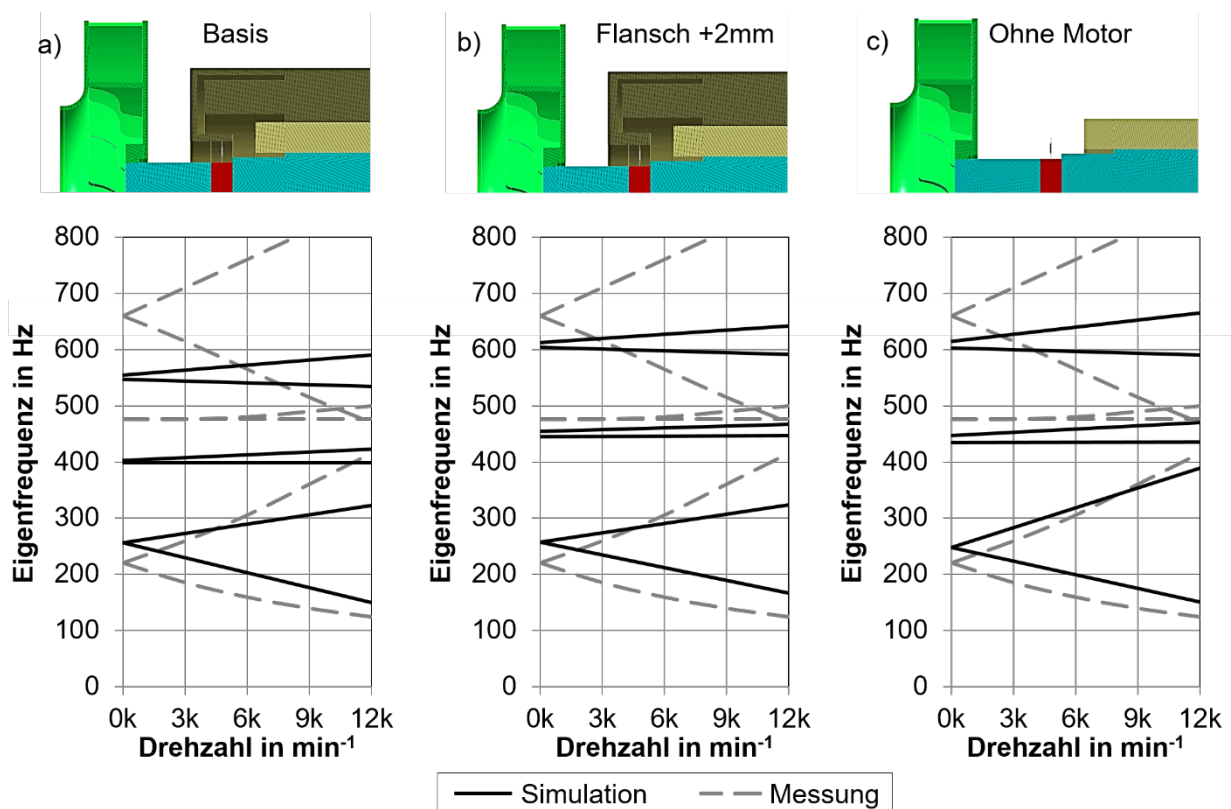 a) Basis
b) Flansch +2mm
c) Ohne Motor
Eigenfrequenz in Hz
800
700
600
500
400
300
200
100
0
0k 3k 6k 9k 12k
Drehzahl in min⁻¹
Eigenfrequenz in Hz
800
700
600
500
400
300
200
100
0
0k 3k 6k 9k 12k
Drehzahl in min⁻¹
Eigenfrequenz in Hz
800
700
600
500
400
300
200
100
0
0k 3k 6k 9k 12k
Drehzahl in min⁻¹
Simulation Messung